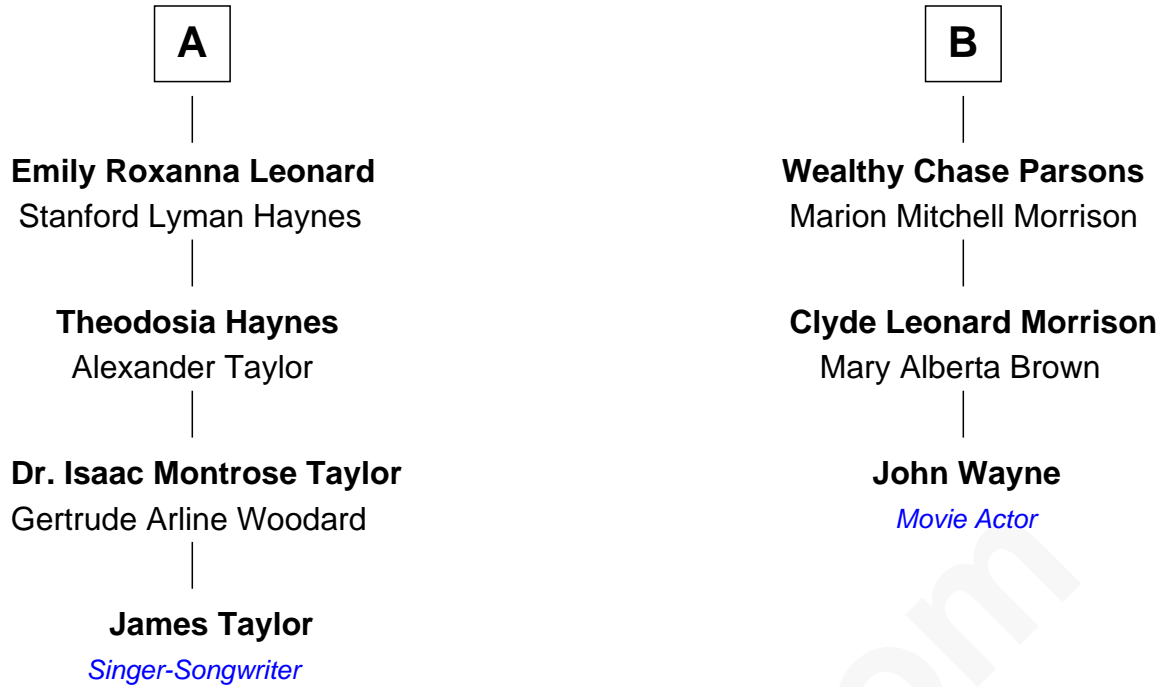 A
Emily Roxanna Leonard
Stanford Lyman Haynes
Theodosia Haynes
Alexander Taylor
Dr. Isaac Montrose Taylor
Gertrude Arline Woodard
James Taylor
Singer-Songwriter
B
Wealthy Chase Parsons
Marion Mitchell Morrison
Clyde Leonard Morrison
Mary Alberta Brown
John Wayne
Movie Actor
om